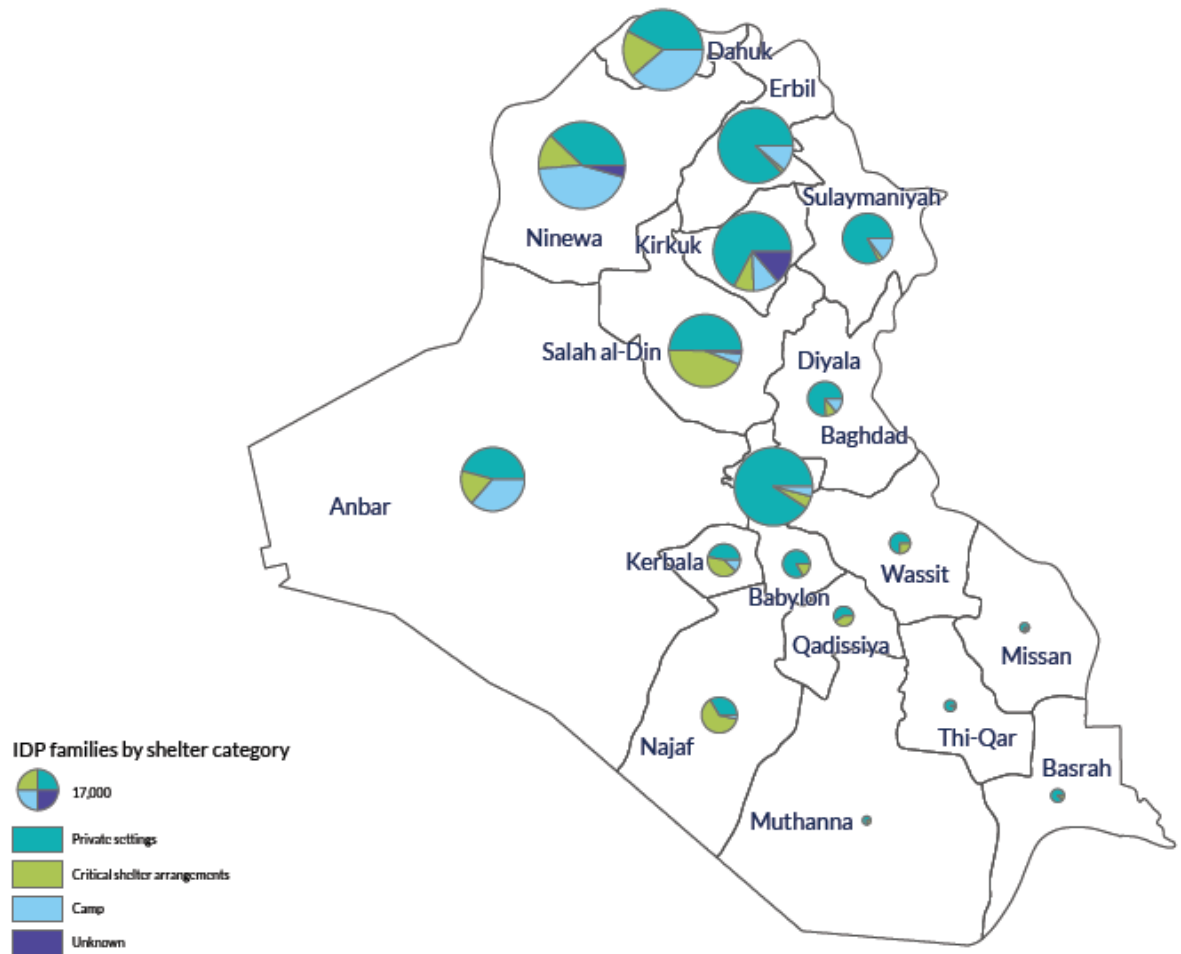 Dahuk
Erbil
Sulaymaniyah
Ninewa
Kirkuk
Salah al-Din
Diyala
Baghdad
Anbar
Kerbala
Wassit
Babylon
Qadissiya
Missan
Najaf
Thi-Qar
Basrah
Muthanna
IDP families by shelter category
17,000
Private settings
Critical shelter arrangements
Camp
Unknown